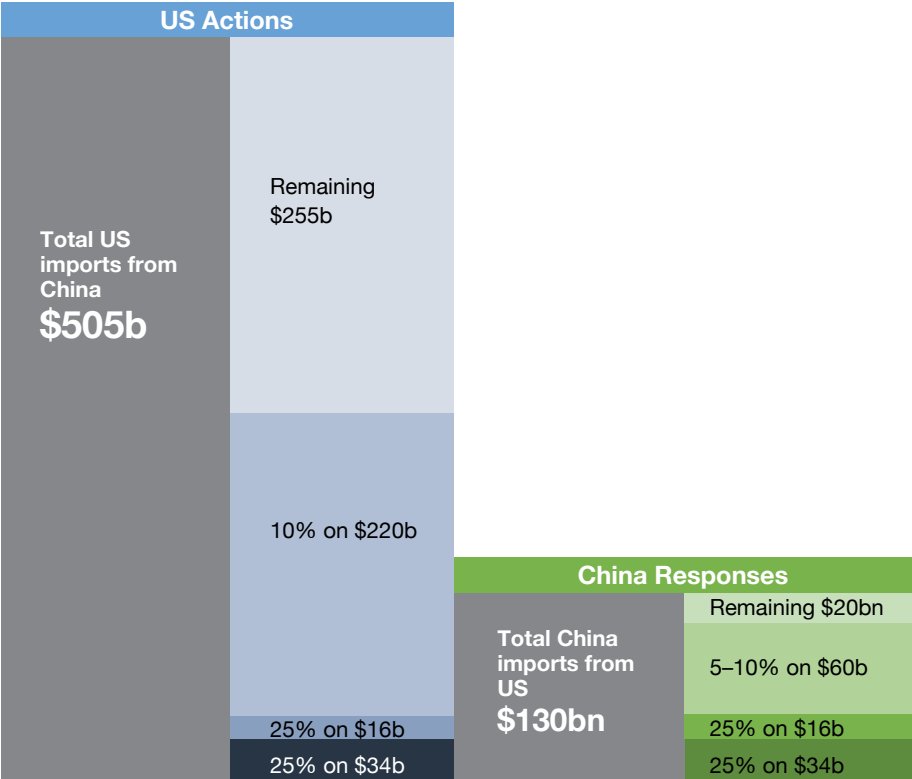 US Actions
Total US
imports from
China
$505b
Remaining
$255b
10% on $220b
25% on $16b
25% on $34b
China Responses
Total China
imports from
US
$130bn
Remaining $20bn
5–10% on $60b
25% on $16b
25% on $34b